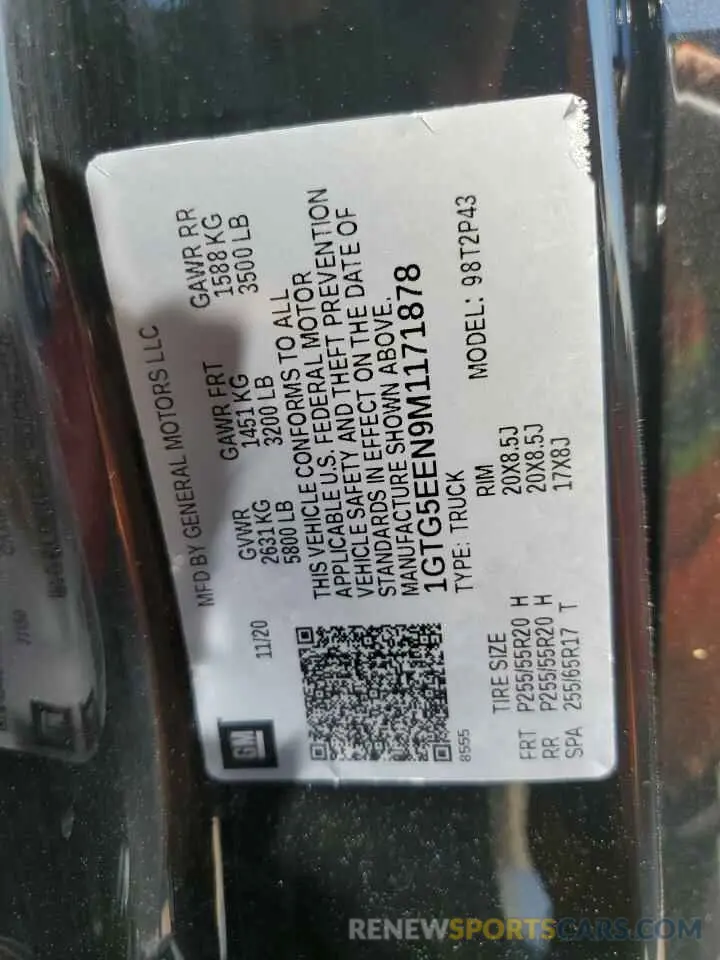 MFD BY GENERAL MOTORS LLC
11/20
GVWR GAWR FRT GAWR RR
2631 KG 1451 KG 1588 KG
5800 LB 3200 LB 3500 LB
THIS VEHICLE CONFORMS TO ALL
APPLICABLE U.S. FEDERAL MOTOR
VEHICLE SAFETY AND THEFT PREVENTION
STANDARDS IN EFFECT ON THE DATE OF
MANUFACTURE SHOWN ABOVE.
1GTG5EEN9M1171878
TYPE: TRUCK MODEL: 98T2P43
GM
8555
TIRE SIZE RIM
FRT P255/55R20 H 20X8.5J
RR P255/55R20 H 20X8.5J
SPA 255/65R17 T 17X8J
RENEWSPORTSCARS.COM